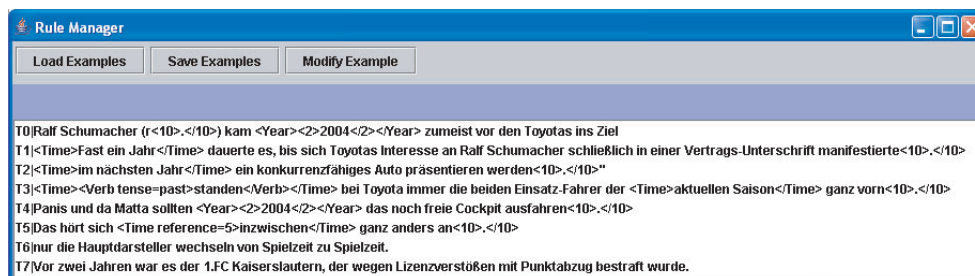 Rule Manager
Load Examples Save Examples Modify Example
T0|Ralf Schumacher (r<10>.</10>) kam <Year><2>2004</2></Year> zumeist vor den Toyotas ins Ziel
T1|<Time>Fast ein Jahr</Time> dauerte es, bis sich Toyotas Interesse an Ralf Schumacher schließlich in einer Vertrags-Unterschrift manifestierte<10>.</10>
T2|<Time>im nächsten Jahr</Time> ein konkurrenzfähiges Auto präsentieren werden<10>.</10>"
T3|<Time><Verb tense=past>standen</Verb></Time> bei Toyota immer die beiden Einsatz-Fahrer der <Time>aktuellen Saison</Time> ganz vorn<10>.</10>
T4|Panis und da Matta sollten <Year><2>2004</2></Year> das noch freie Cockpit ausfahren<10>.</10>
T5|Das hört sich <Time reference=5>inzwischen</Time> ganz anders an<10>.</10>
T6|nur die Hauptdarsteller wechseln von Spielzeit zu Spielzeit.
T7|Vor zwei Jahren war es der 1.FC Kaiserslautern, der wegen Lizenzverstößen mit Punktabzug bestraft wurde.